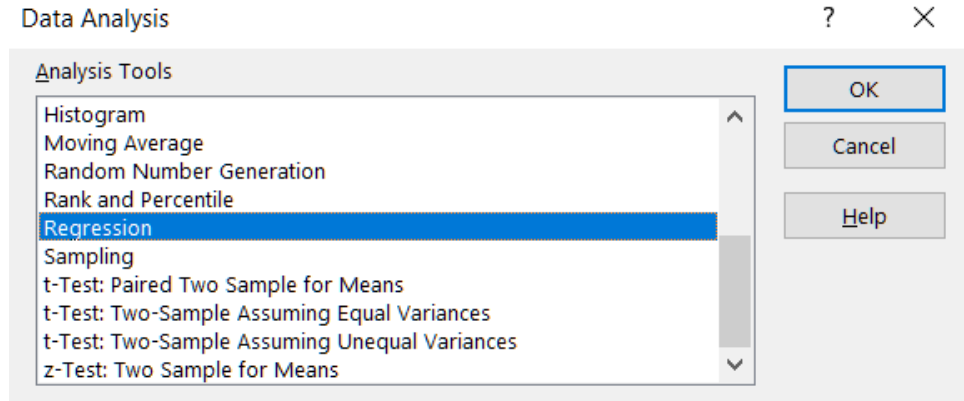 Data Analysis
?
Analysis Tools
Histogram
Moving Average
Random Number Generation
Rank and Percentile
Regression
Sampling
t-Test: Paired Two Sample for Means
t-Test: Two-Sample Assuming Equal Variances
t-Test: Two-Sample Assuming Unequal Variances
z-Test: Two Sample for Means
OK
Cancel
Help